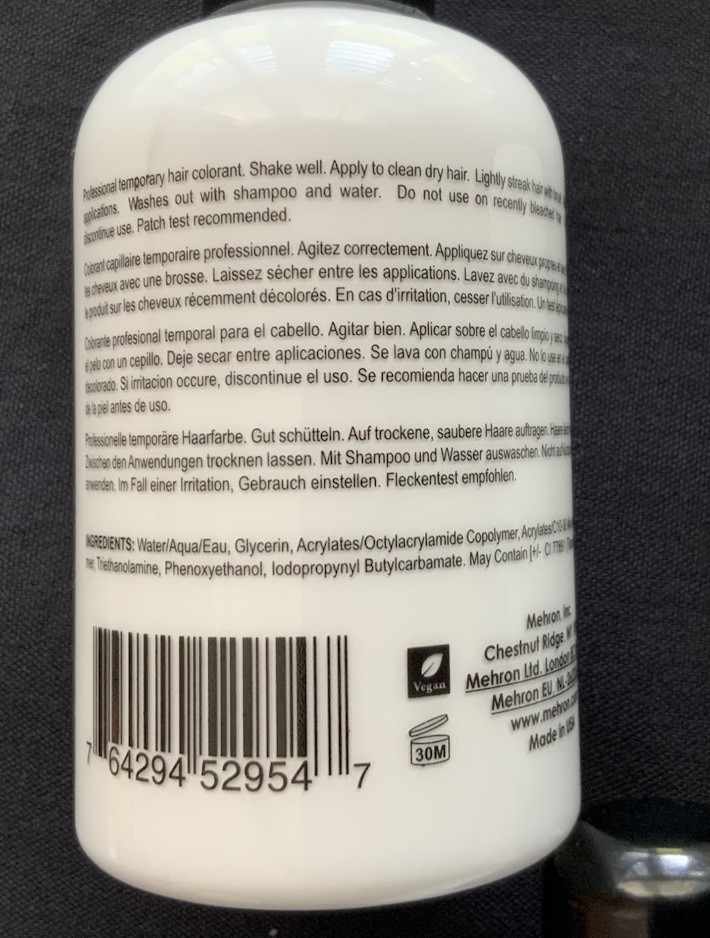 Professional temporary hair colorant. Shake well. Apply to clean dry hair. Lightly streak hair with
applications. Washes out with shampoo and water. Do not use on recently bleached
discontinue use. Patch test recommended.
Colorant capillaire temporaire professionnel. Agitez correctement. Appliquez sur cheveux propres
les cheveux avec une brosse. Laissez sécher entre les applications. Lavez avec du shampoing
le produit sur les cheveux récemment décolorés. En cas d'irritation, cesser l'utilisation. Un test
Colorante profesional temporal para el cabello. Agitar bien. Aplicar sobre el cabello limpio y seco.
el pelo con un cepillo. Deje secar entre aplicaciones. Se lava con champú y agua. No lo use en
decolorado. Si irritacion occure, discontinue el uso. Se recomienda hacer una prueba del producto
de la piel antes de uso.
Professionelle temporäre Haarfarbe. Gut schütteln. Auf trockene, saubere Haare auftragen.
Zwischen den Anwendungen trocknen lassen. Mit Shampoo und Wasser auswaschen. Nicht
anwenden. Im Fall einer Irritation, Gebrauch einstellen. Fleckentest empfohlen.
INGREDIENTS: Water/Aqua/Eau, Glycerin, Acrylates/Octylacrylamide Copolymer, Acrylates/C10-30
mer, Triethanolamine, Phenoxyethanol, Iodopropynyl Butylcarbamate. May Contain [+/-
Mehron, Inc.
Chestnut Ridge,
Mehron Ltd. London
Mehron EU, NL-
www.mehron.com
Made in USA
Vegan
30M
7 64294 52954 7